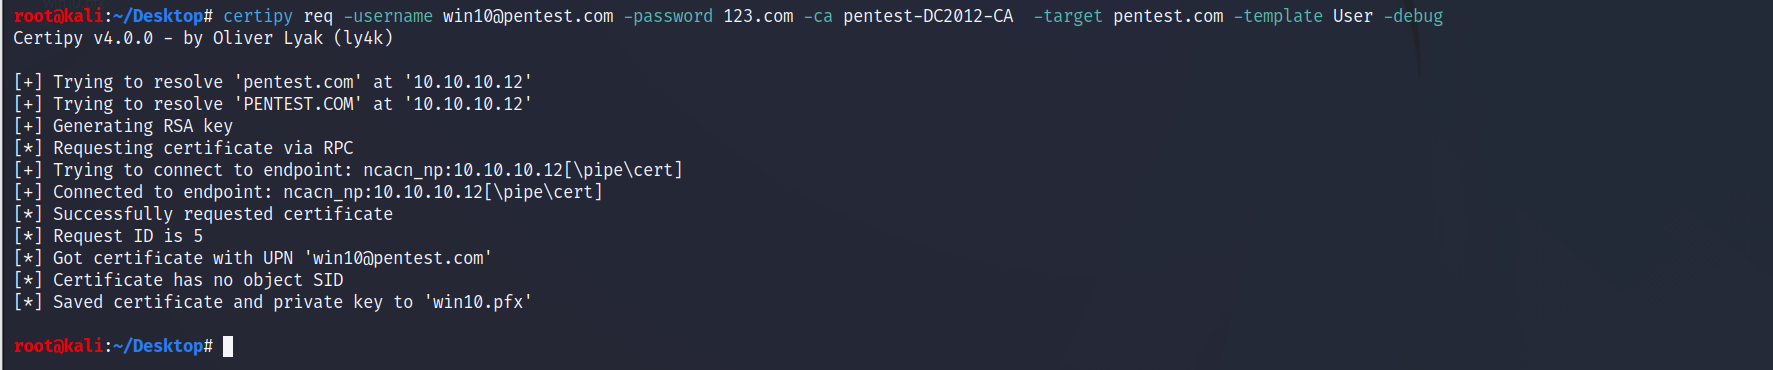 root@kali:~/Desktop# certipy req -username win10@pentest.com -password 123.com -ca pentest-DC2012-CA  -target pentest.com -template User -debug
Certipy v4.0.0 - by Oliver Lyak (ly4k)
[+] Trying to resolve 'pentest.com' at '10.10.10.12'
[+] Trying to resolve 'PENTEST.COM' at '10.10.10.12'
[+] Generating RSA key
[*] Requesting certificate via RPC
[+] Trying to connect to endpoint: ncacn_np:10.10.10.12[\pipe\cert]
[+] Connected to endpoint: ncacn_np:10.10.10.12[\pipe\cert]
[*] Successfully requested certificate
[*] Request ID is 5
[*] Got certificate with UPN 'win10@pentest.com'
[*] Certificate has no object SID
[*] Saved certificate and private key to 'win10.pfx'
root@kali:~/Desktop#